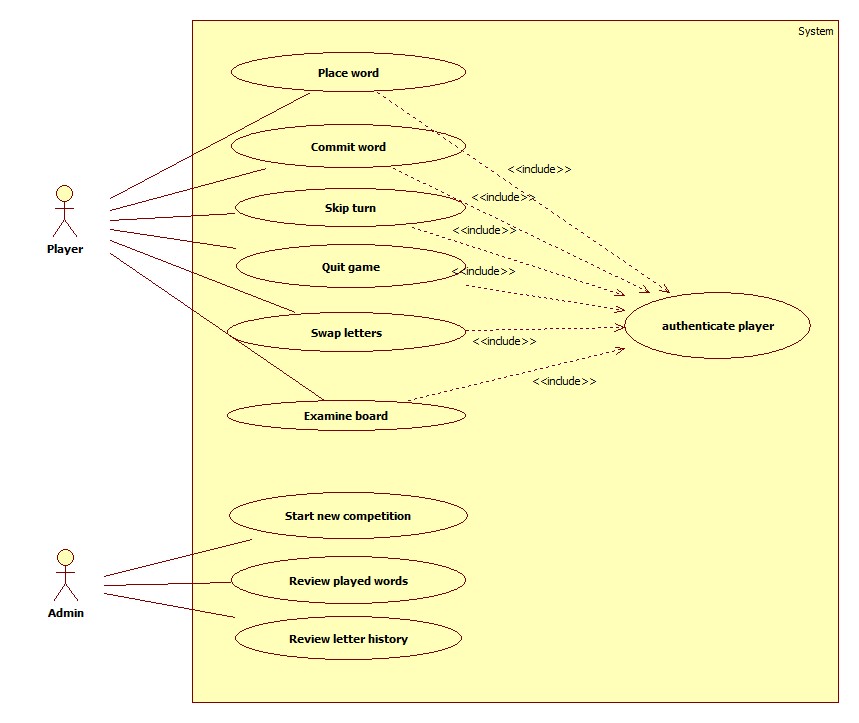 System
Place word
Commit word
<<include>>
<<include>>
Skip turn
<<include>>
Player
Quit game
<<include>>
authenticate player
Swap letters
<<include>>
<<include>>
Examine board
Start new competition
Review played words
Admin
Review letter history